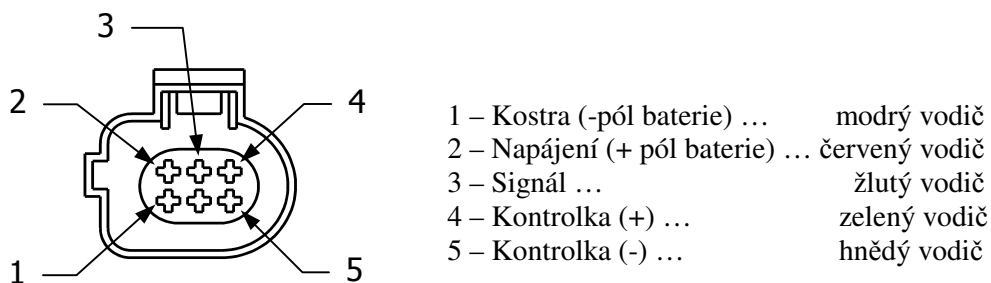 3
2
4
1
5
1 – Kostra (-pól baterie) … modrý vodič
2 – Napájení (+ pól baterie) … červený vodič
3 – Signál … žlutý vodič
4 – Kontrolka (+) … zelený vodič
5 – Kontrolka (-) … hnědý vodič